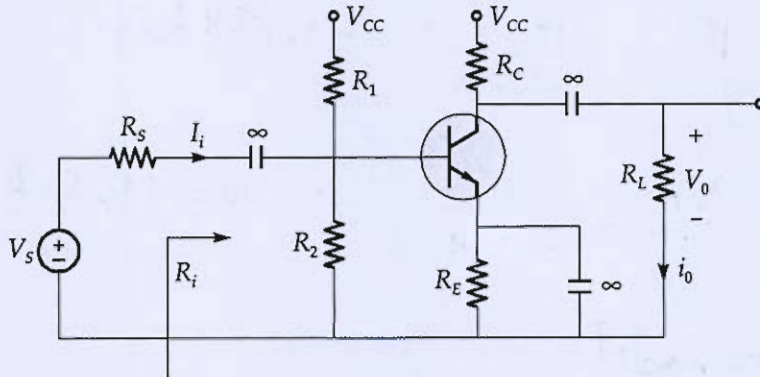 V_CC V_CC
R_1 R_C
∞
R_S I_i ∞
+
R_L V_0
−
V_S + −
R_i R_2
R_E ∞ i_0